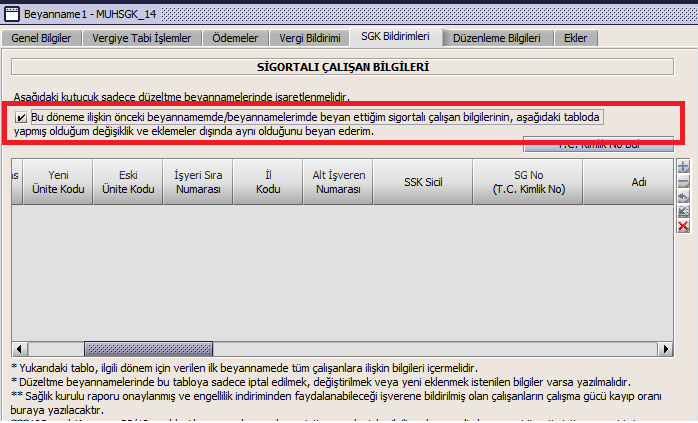 Beyanname1 - MUHSGK_14
Genel Bilgiler Vergiye Tabi İşlemler Ödemeler Vergi Bildirimi SGK Bildirimleri Düzenleme Bilgileri Ekler
SİGORTALI ÇALIŞAN BİLGİLERİ
Aşağıdaki kutucuk sadece düzeltme beyannamelerinde işaretlenmelidir.
Bu döneme ilişkin önceki beyannamemde/beyannamelerimde beyan ettiğim sigortalı çalışan bilgilerinin, aşağıdaki tabloda
yapmış olduğum değişiklik ve eklemeler dışında aynı olduğunu beyan ederim.
T.C. Kimlik No Bul
Yeni Eski İşyeri Sıra İl Alt İşveren SSK Sicil SG No Adı
Ünite Kodu Ünite Kodu Numarası Kodu Numarası (T.C. Kimlik No)
* Yukarıdaki tablo, ilgili dönem için verilen ilk beyannamede tüm çalışanlara ilişkin bilgileri içermelidir.
* Düzeltme beyannamelerinde bu tabloya sadece iptal edilmek, değiştirilmek veya yeni eklenmek istenilen bilgiler varsa yazılmalıdır.
** Sağlık kurulu raporu onaylanmış ve engellilik indiriminden faydalanabileceği işverene bildirilmiş olan çalışanların çalışma gücü kayıp oranı
buraya yazılacaktır.